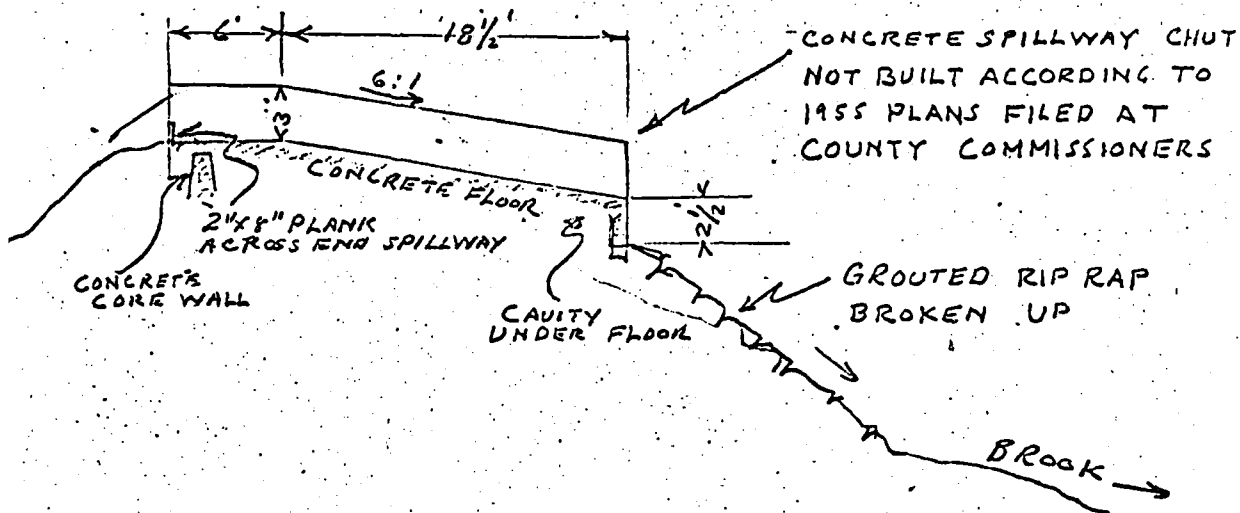 6'
18½'
6:1
3'
CONCRETE SPILLWAY CHUT
NOT BUILT ACCORDING TO
1955 PLANS FILED AT
COUNTY COMMISSIONERS
CONCRETE FLOOR
2"x8" PLANK
ACROSS END SPILLWAY
CONCRETE
CORE WALL
2½'
CAVITY
UNDER FLOOR
GROUTED RIP RAP
BROKEN UP
BROOK